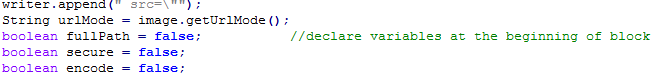 writer.append(" src=\"");
String urlMode = image.getUrlMode();
boolean fullPath = false;          //declare variables at the beginning of block
boolean secure = false;
boolean encode = false;